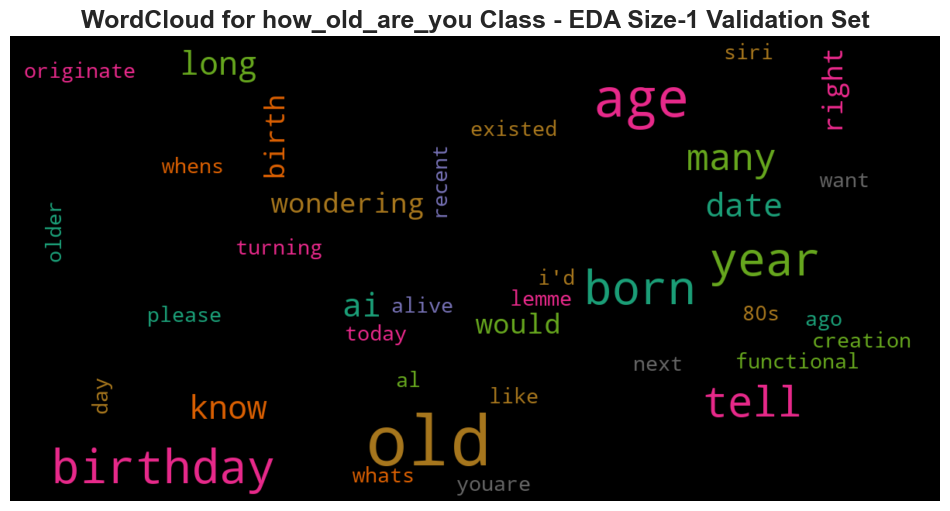 WordCloud for how_old_are_you Class - EDA Size-1 Validation Set
siri
long
right
originate
age
birth
existed
many
whens
recent
want
wondering
date
older
turning
year
i'd
born
lemme
ai
alive
80s
please
would
ago
today
creation
functional
next
al
day
like
tell
know
old
birthday
whats
youare